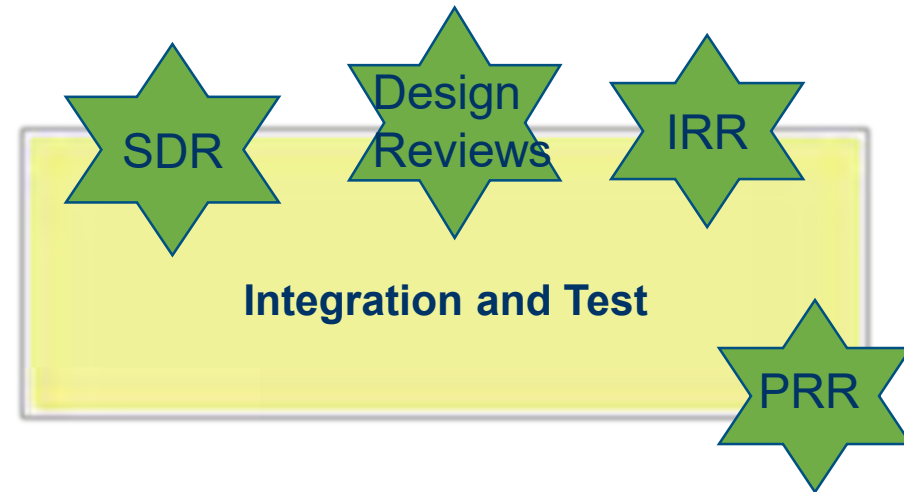 SDR
Design
Reviews
IRR
Integration and Test
PRR